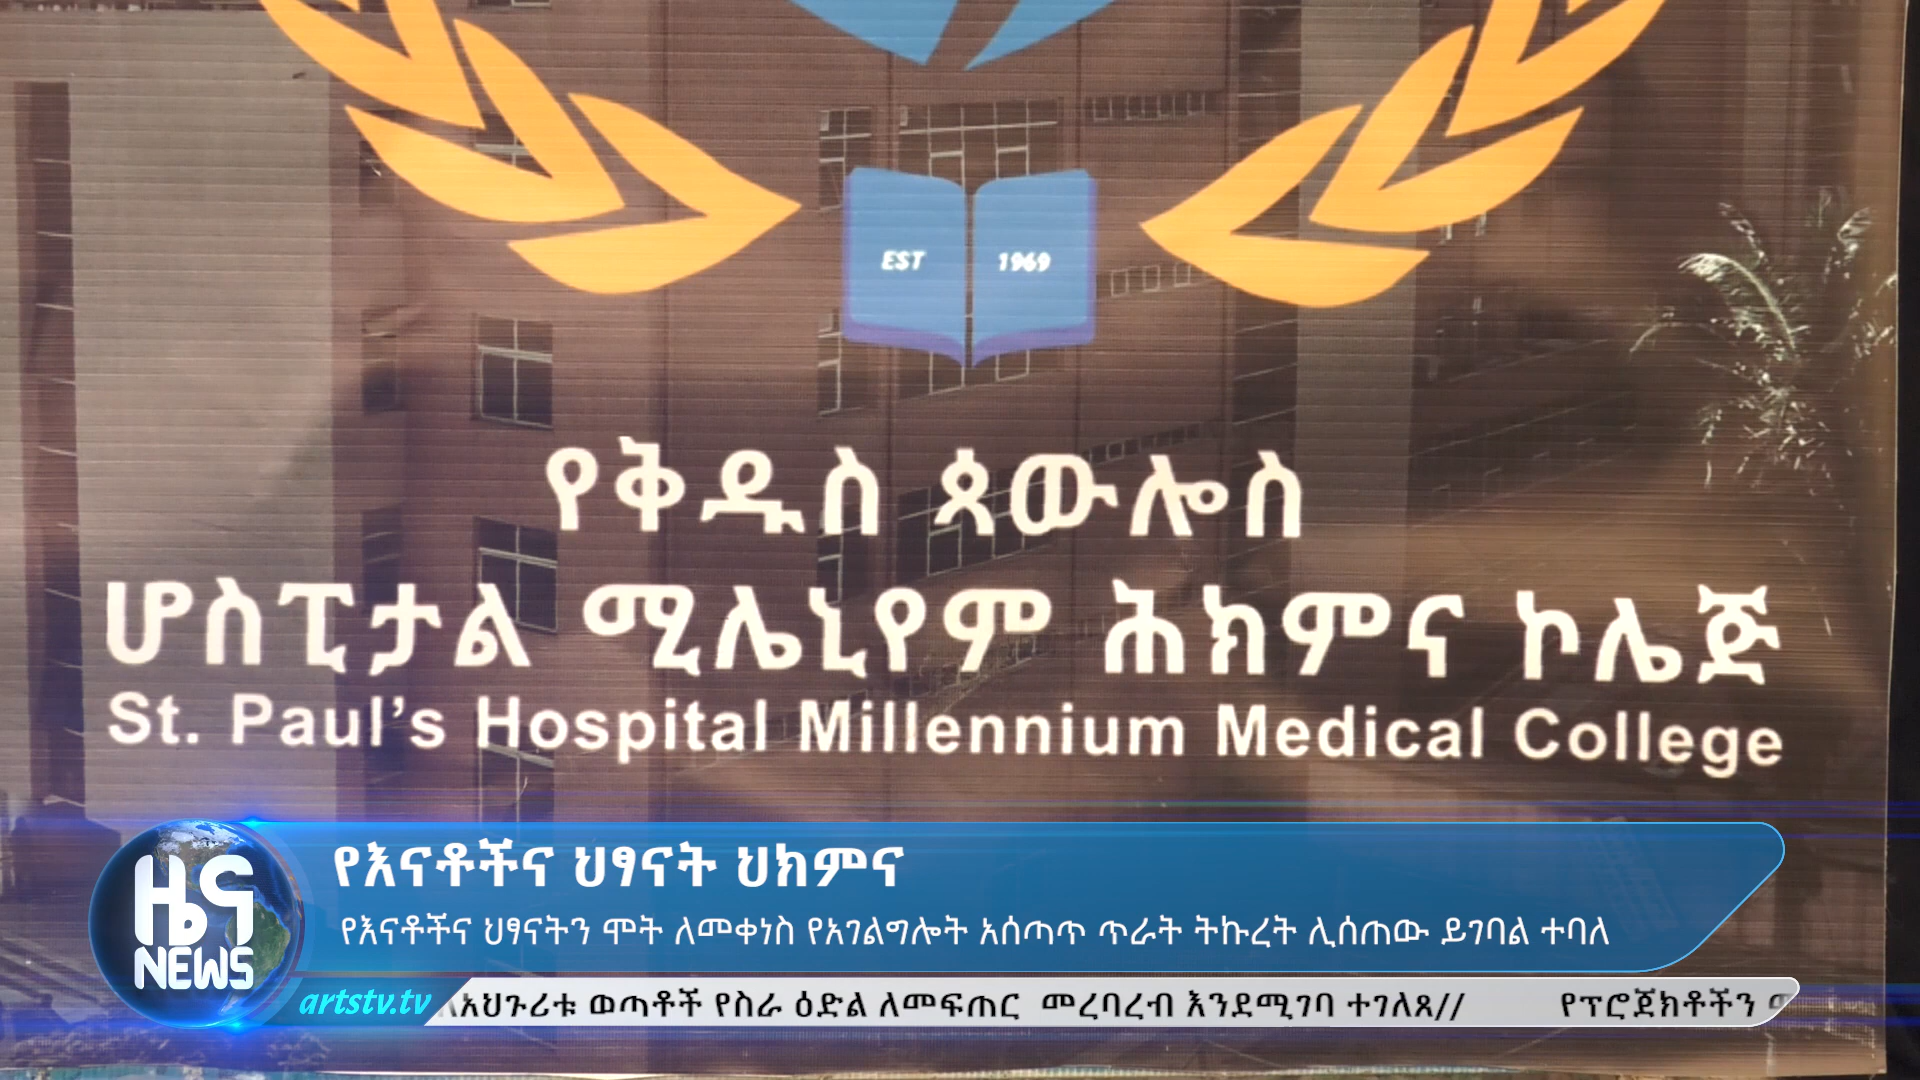 EST 1969
የቅዱስ ጳውሎስ
ሆስፒታል ሚሌኒየም ሕክምና ኮሌጅ
St. Paul's Hospital Millennium Medical College
የእናቶችና ህፃናት ህክምና
የእናቶችና ህፃናትን ሞት ለመቀነስ የአገልግሎት አሰጣጥ ጥራት ትኩረት ሊሰጠው ይገባል ተባለ
ዜና
NEWS
artstv.tv
ለአህጉሪቱ ወጣቶች የስራ ዕድል ለመፍጠር መረባረብ እንደሚገባ ተገለጸ// የፕሮጀክቶችን